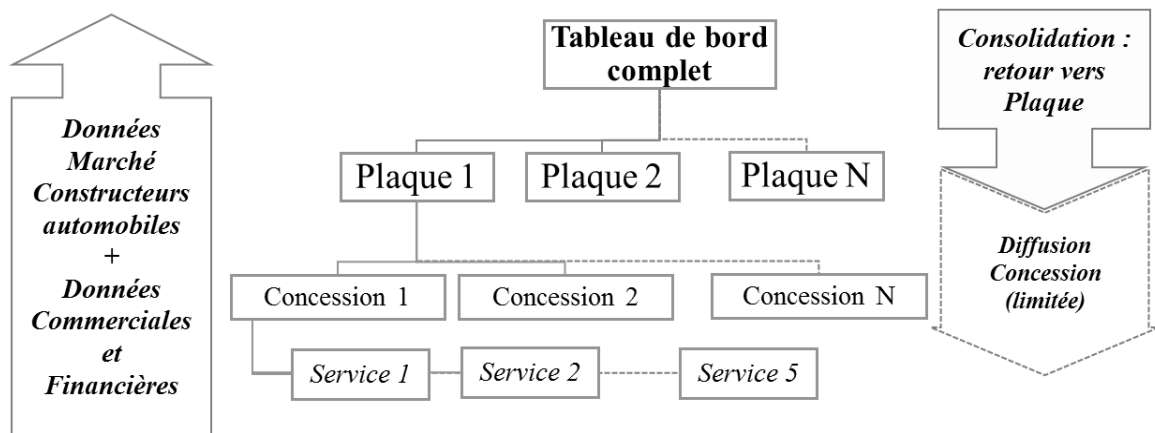 Données
Marché
Constructeurs
automobiles
+
Données
Commerciales
et
Financières
Tableau de bord
complet
Plaque 1
Plaque 2
Plaque N
Concession 1
Concession 2
Concession N
Service 1
Service 2
Service 5
Consolidation :
retour vers
Plaque
Diffusion
Concession
(limitée)